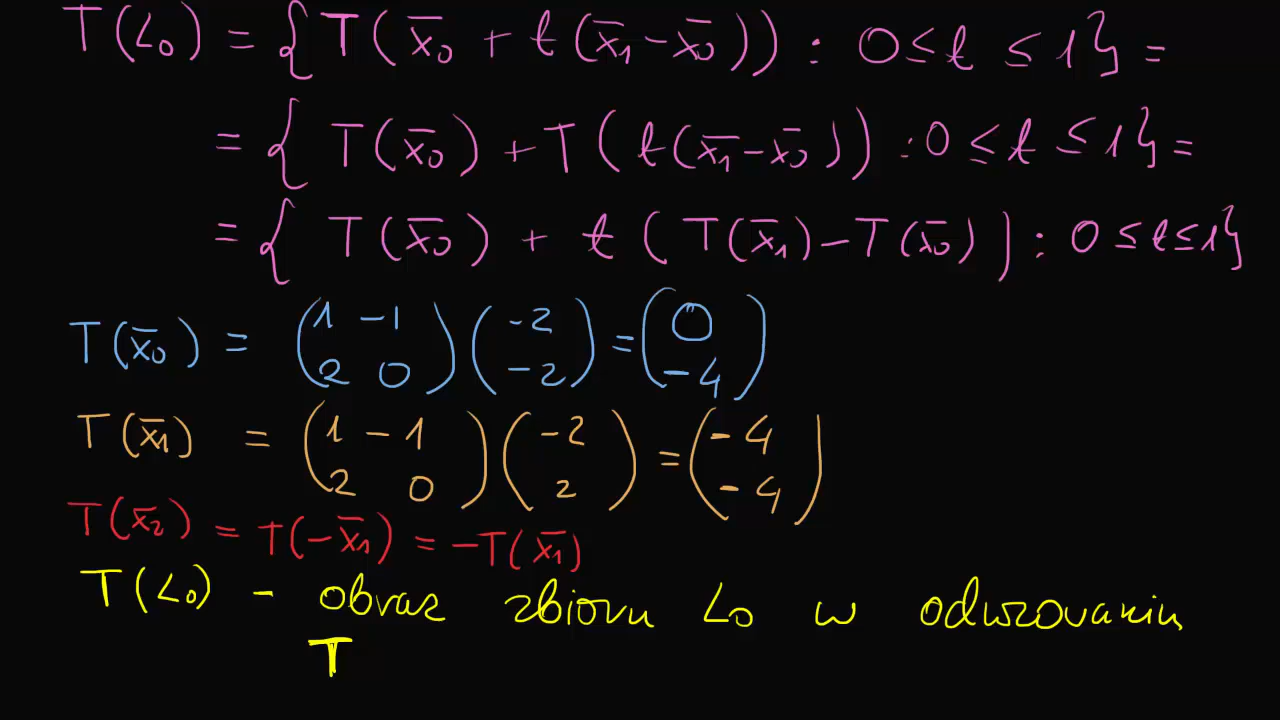 T(L₀) = { T( x̄₀ + t(x̄₁ - x̄₀)) : 0 ≤ t ≤ 1} =
= { T(x̄₀) + T( t(x̄₁ - x̄₀)) : 0 ≤ t ≤ 1} =
= { T(x̄₀) + t ( T(x̄₁) - T(x̄₀) ) : 0 ≤ t ≤ 1}
T(x̄₀) = (1 -1; 2 0) (-2; -2) = (0; -4)
T(x̄₁) = (1 -1; 2 0) (-2; 2) = (-4; -4)
T(x̄₂) = T(-x̄₁) = -T(x̄₁)
T(L₀) - obraz zbioru L₀ w odwzorowaniu
T